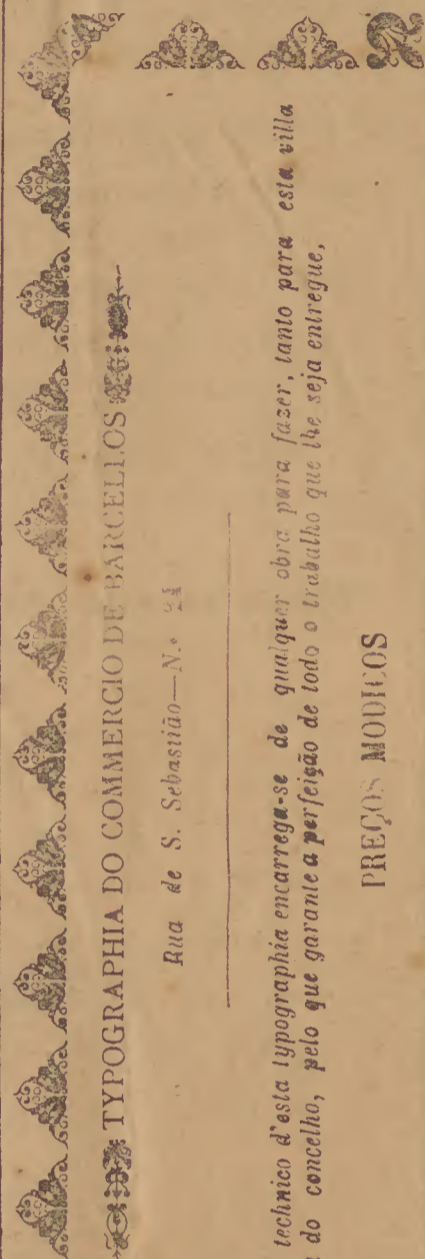 TYPOGRAPHIA DO COMMERCIO DE BARCELLOS
Rua de S. Sebastião—N.º
technico d'esta typographia encarrega-se de qualquer obra para fazer, tanto para esta villa
do concelho, pelo que garante a perfeição de todo o trabalho que lhe seja entregue,
PREÇOS MODICOS